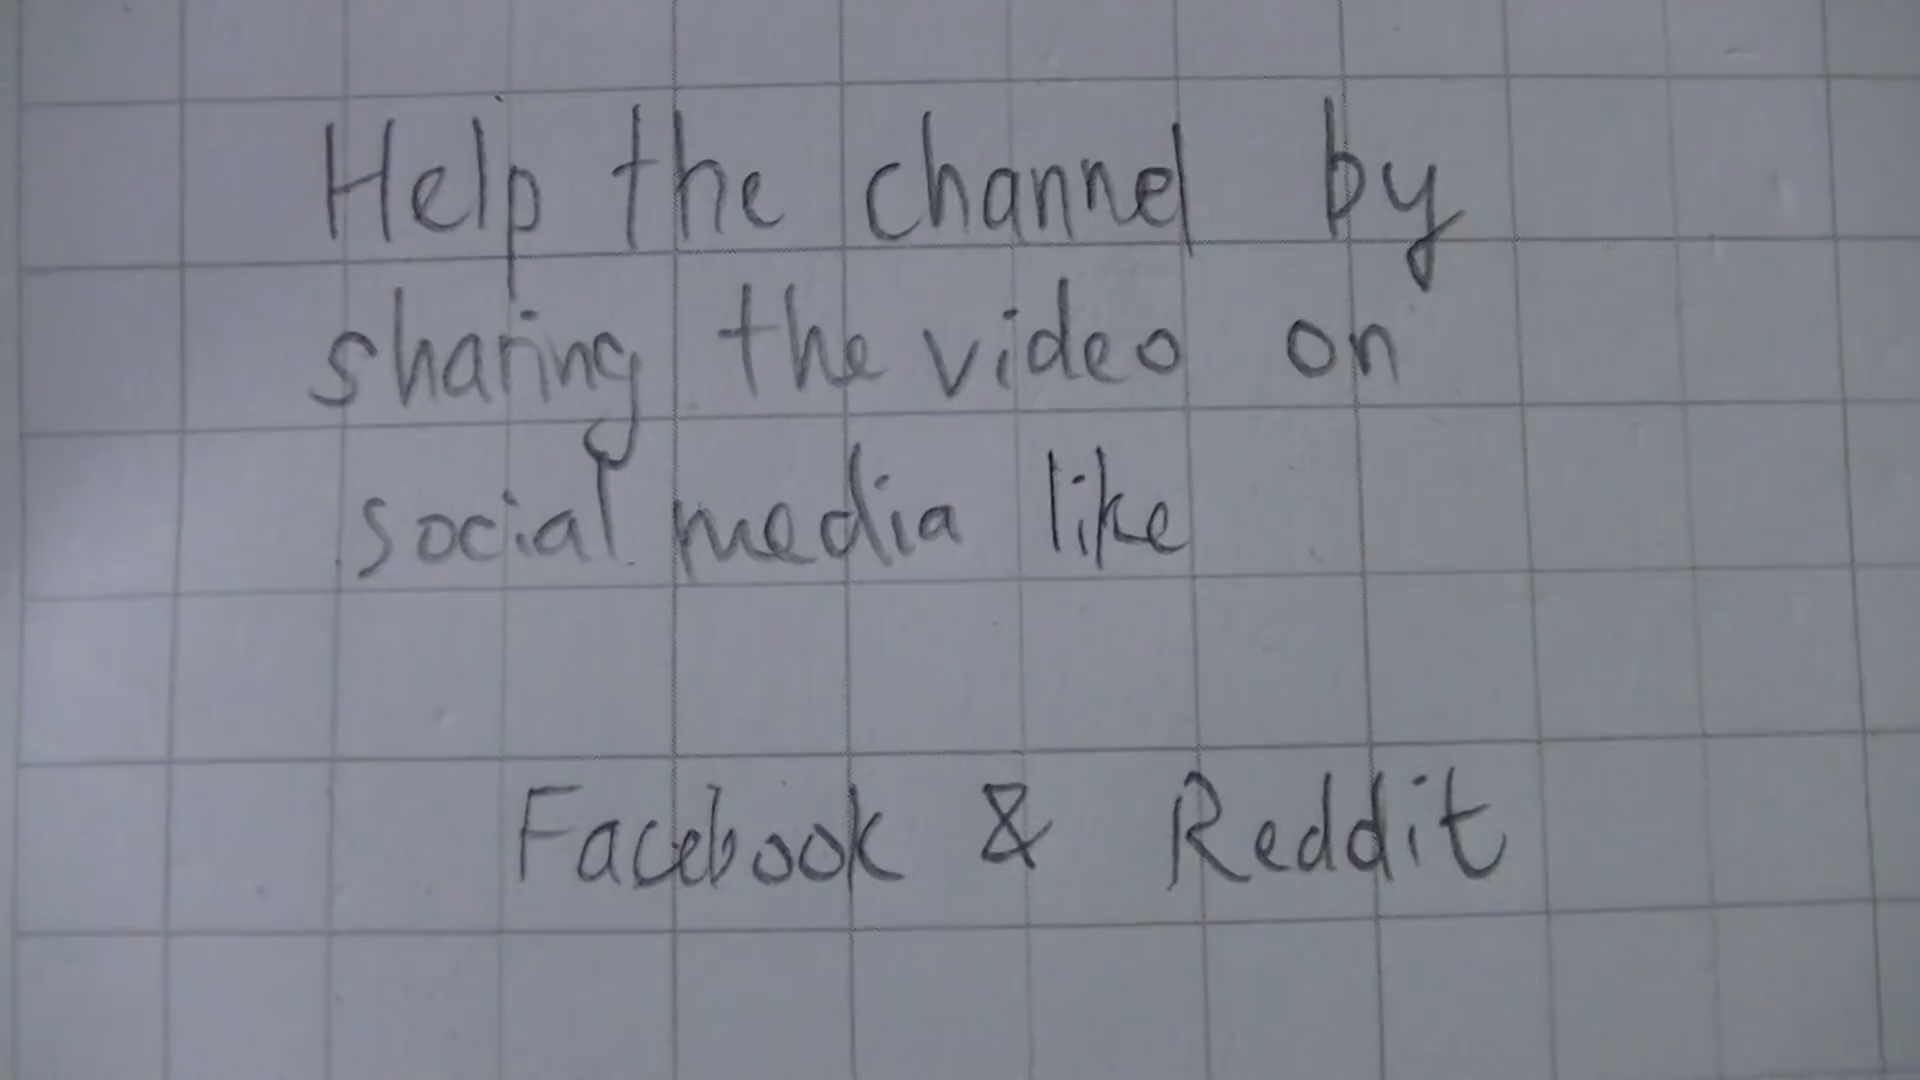 Help the channel by
sharing the video on
social media like
Facebook & Reddit